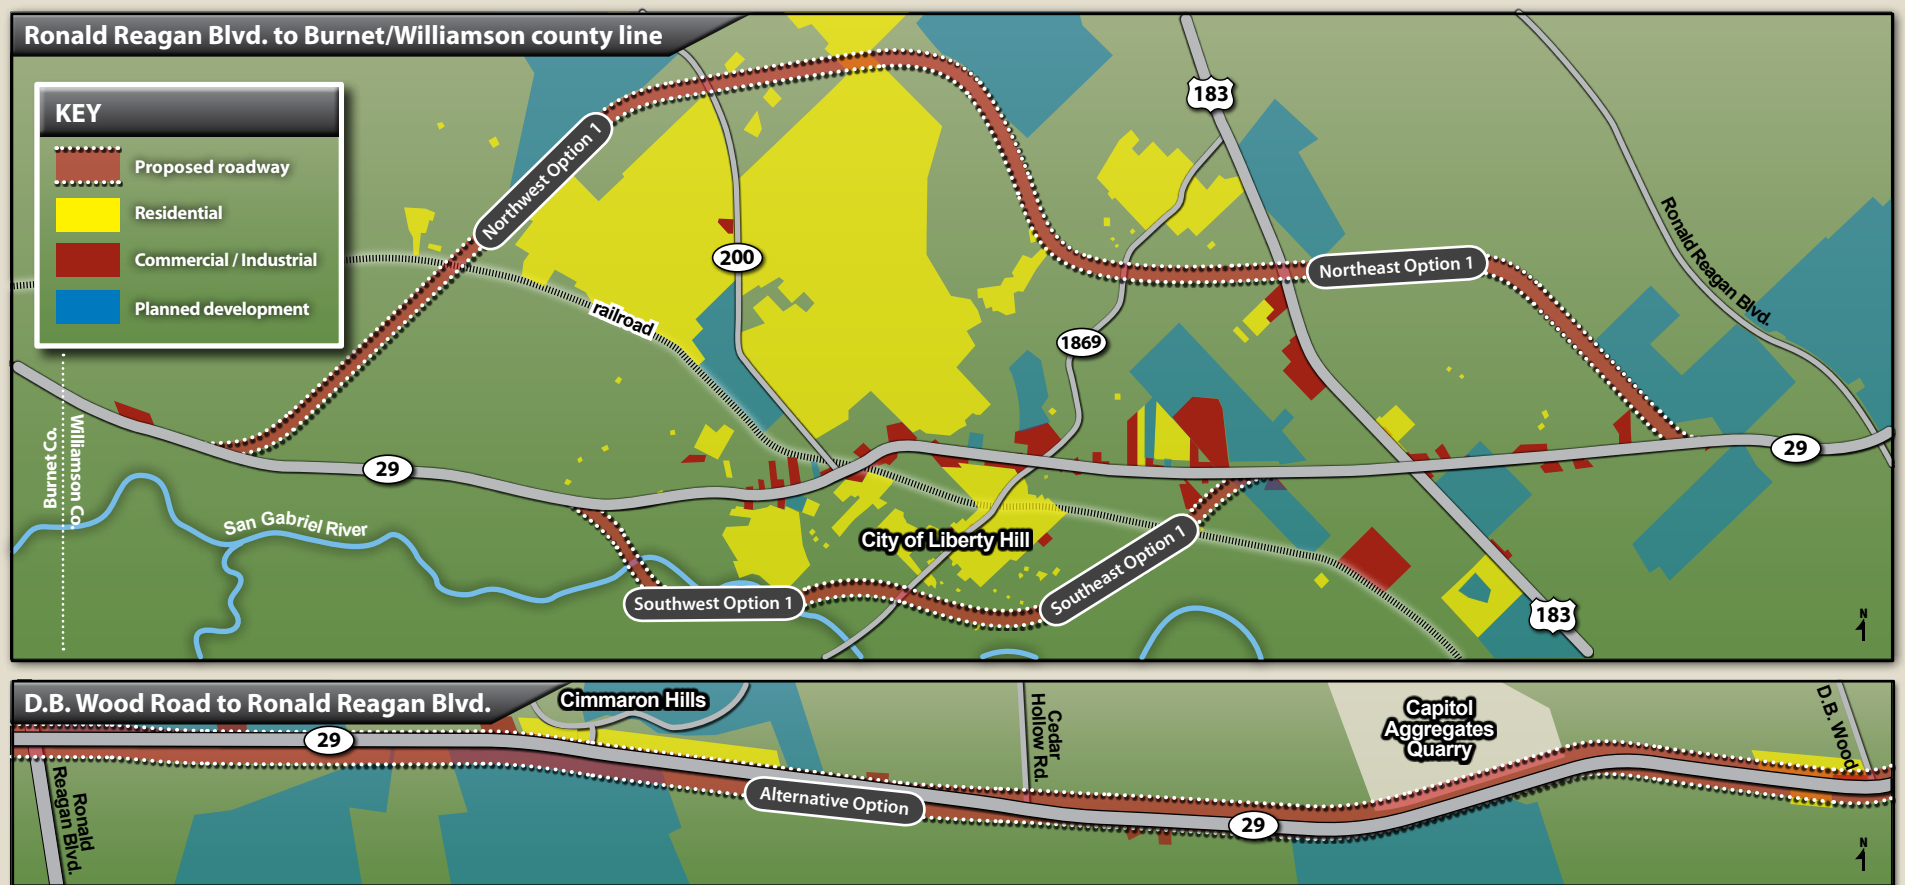 Ronald Reagan Blvd. to Burnet/Williamson county line
KEY
Proposed roadway
Residential
Commercial / Industrial
Planned development
Northwest Option 1
183
200
railroad
Northeast Option 1
Ronald Reagan Blvd.
1869
Burnet Co.
Williamson Co.
29
29
San Gabriel River
City of Liberty Hill
Southwest Option 1
Southeast Option 1
183
N
D.B. Wood Road to Ronald Reagan Blvd.
Cimmaron Hills
29
Ronald
Reagan Blvd.
Alternative Option
Cedar
Hollow Rd.
Capitol
Aggregates
Quarry
29
D.B. Wood
N